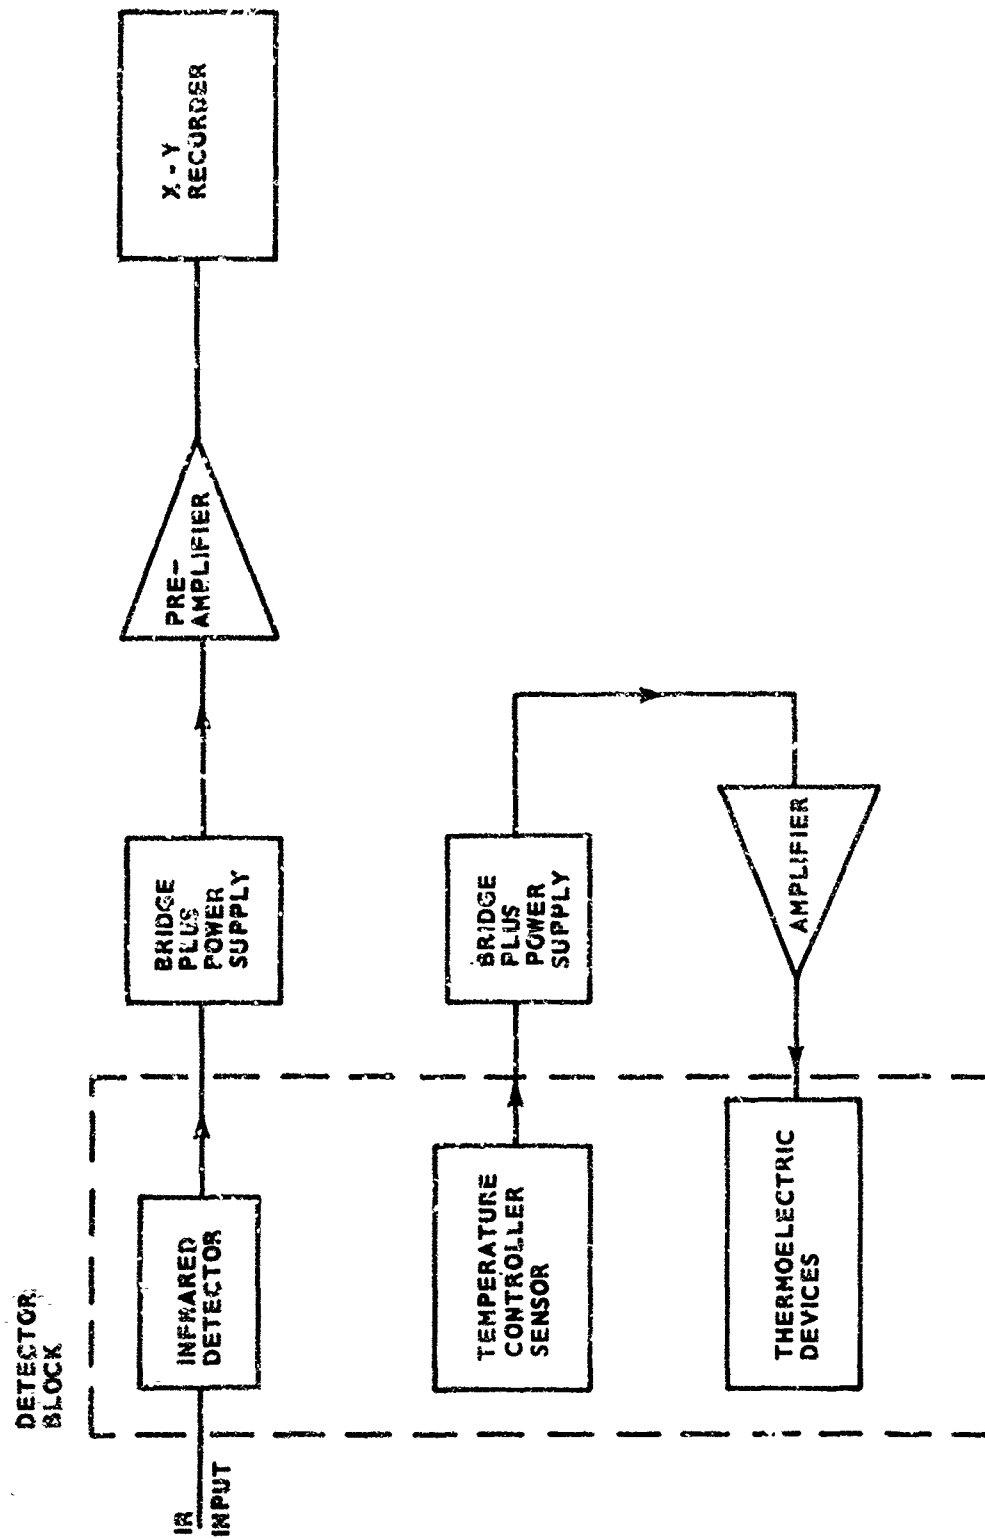 DETECTOR
BLOCK
IR
INPUT
INFRARED
DETECTOR
BRIDGE
PLUS
POWER
SUPPLY
PRE-
AMPLIFIER
X-Y
RECORDER
TEMPERATURE
CONTROLLER
SENSOR
BRIDGE
PLUS
POWER
SUPPLY
AMPLIFIER
THERMOELECTRIC
DEVICES